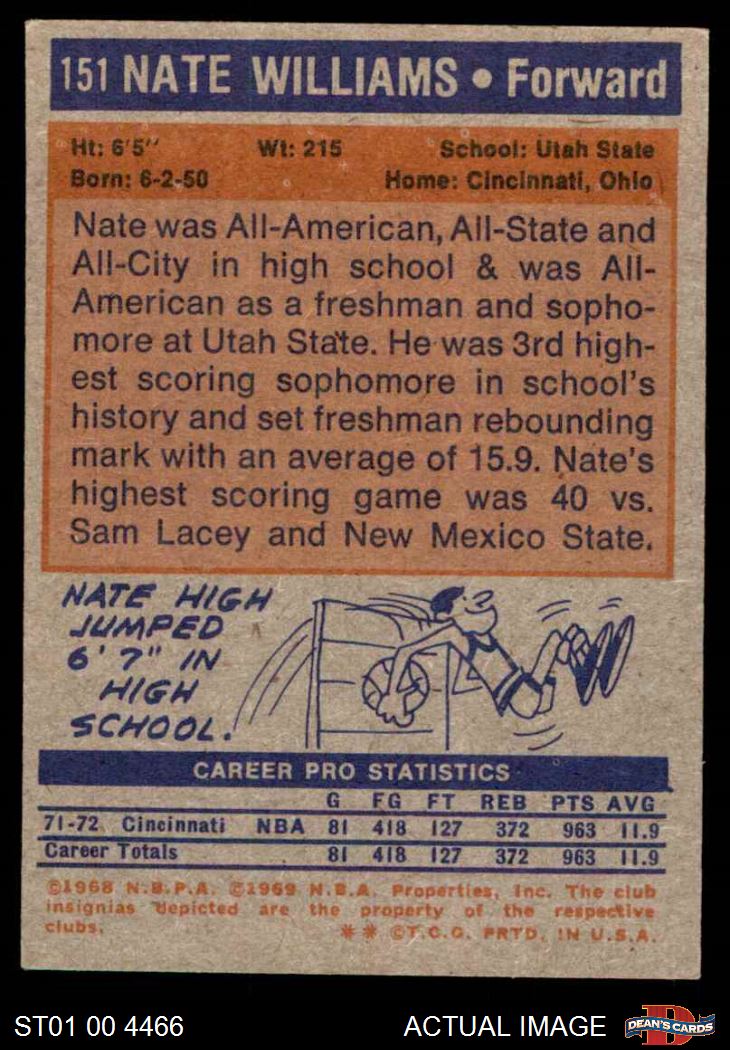 151 NATE WILLIAMS • Forward
Ht: 6'5" Wt: 215 School: Utah State
Born: 6-2-50 Home: Cincinnati, Ohio
Nate was All-American, All-State and
All-City in high school & was All-
American as a freshman and sopho-
more at Utah State. He was 3rd high-
est scoring sophomore in school's
history and set freshman rebounding
mark with an average of 15.9. Nate's
highest scoring game was 40 vs.
Sam Lacey and New Mexico State.
NATE HIGH
JUMPED
6'7" IN
HIGH
SCHOOL.
CAREER PRO STATISTICS
G FG FT REB PTS AVG
71-72 Cincinnati NBA 81 418 127 372 963 11.9
Career Totals 81 418 127 372 963 11.9
©1968 N.B.P.A. ©1969 N.B.A. Properties, Inc. The club
insignias depicted are the property of the respective
clubs. ** ©T.C.G. PRTD. IN U.S.A.
ST01 00 4466 ACTUAL IMAGE D DEAN'S CARDS